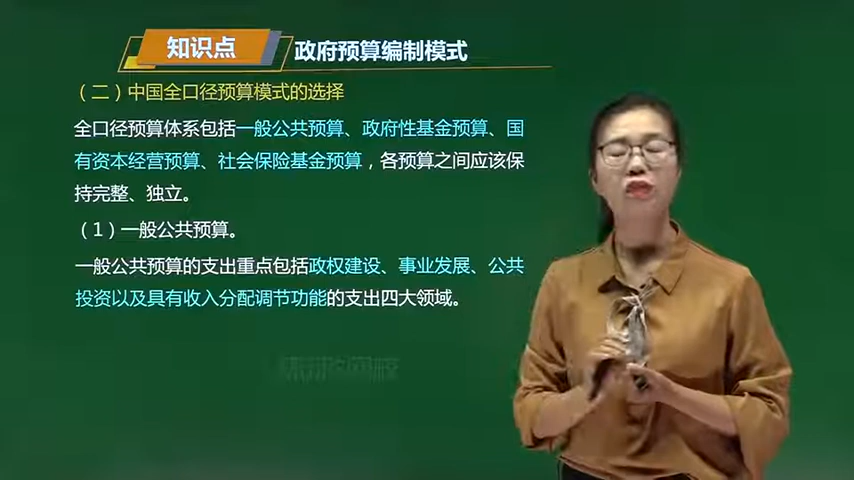 知识点
政府预算编制模式
（二）中国全口径预算模式的选择
全口径预算体系包括一般公共预算、政府性基金预算、国
有资本经营预算、社会保险基金预算，各预算之间应该保
持完整、独立。
（1）一般公共预算。
一般公共预算的支出重点包括政权建设、事业发展、公共
投资以及具有收入分配调节功能的支出四大领域。